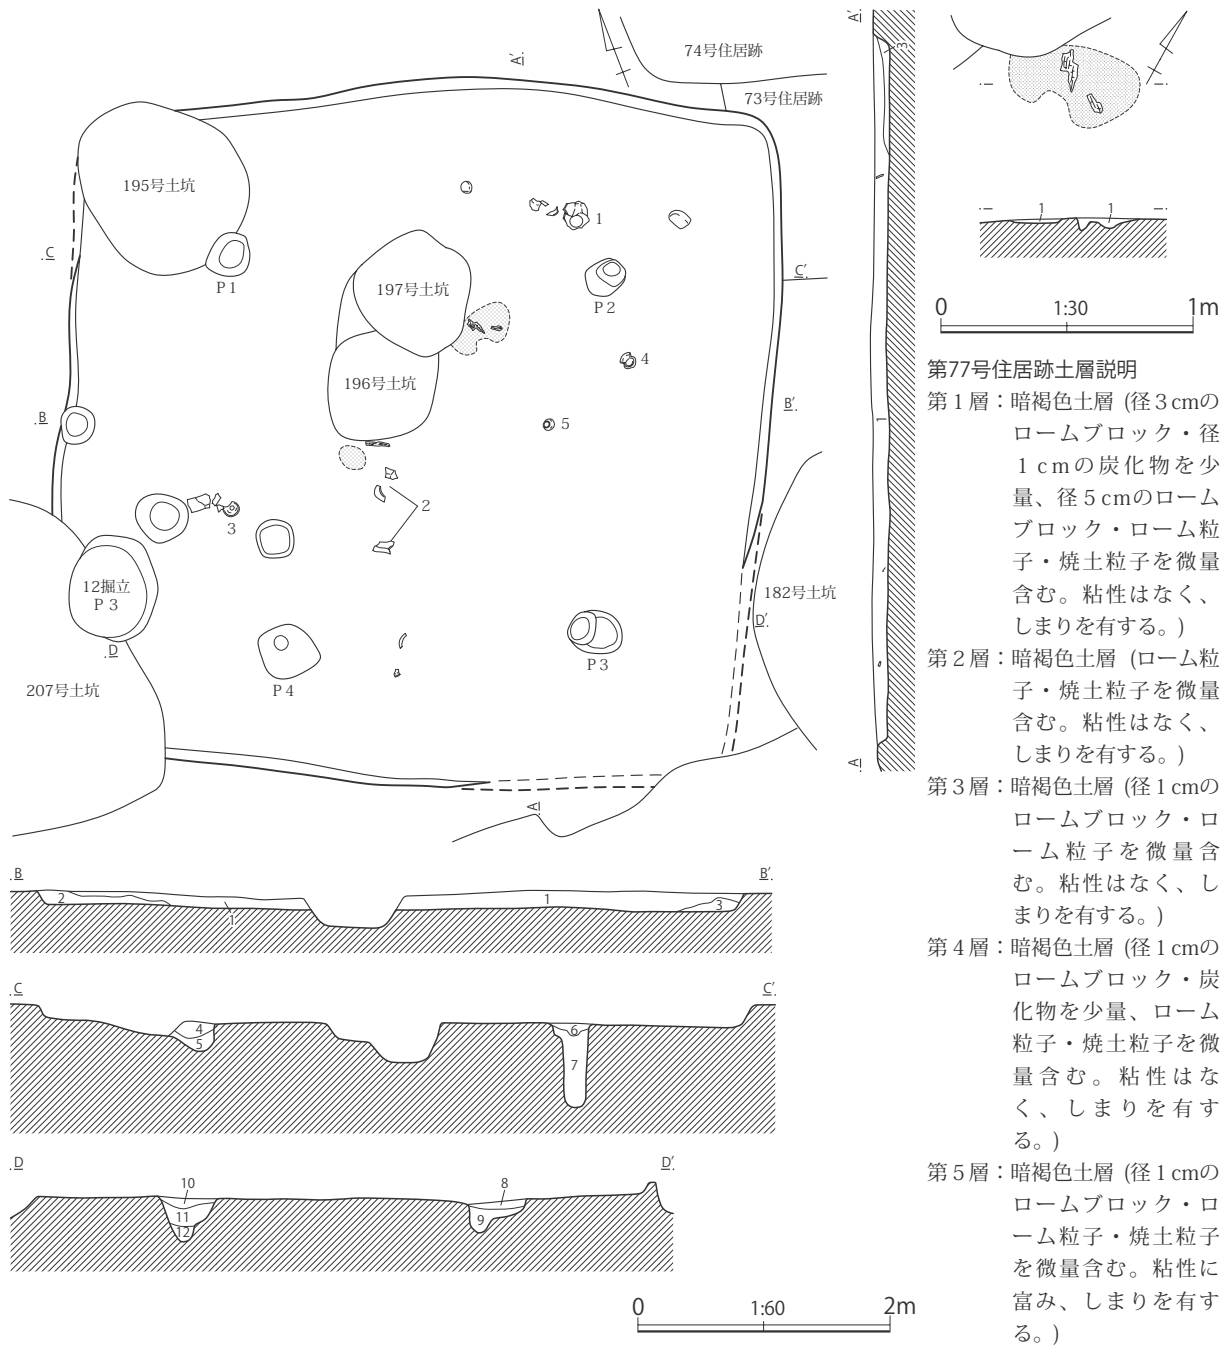 74号住居跡
73号住居跡
A′
195号土坑
1
C
P1
197号土坑
P2
C′
4
196号土坑
B′
B
5
2
3
12掘立
P3
182号土坑
D′
D
P3
207号土坑
P4
A
A′
3
1
A
1
1
0
1:30
1m
第77号住居跡土層説明
第1層：暗褐色土層 (径3cmの
ロームブロック・径
1cmの炭化物を少
量、径5cmのローム
ブロック・ローム粒
子・焼土粒子を微量
含む。粘性はなく、
しまりを有する。)
第2層：暗褐色土層 (ローム粒
子・焼土粒子を微量
含む。粘性はなく、
しまりを有する。)
第3層：暗褐色土層 (径1cmの
ロームブロック・ロ
ーム粒子を微量含
む。粘性はなく、し
まりを有する。)
第4層：暗褐色土層 (径1cmの
ロームブロック・炭
化物を少量、ローム
粒子・焼土粒子を微
量含む。粘性はな
く、しまりを有す
る。)
第5層：暗褐色土層 (径1cmの
ロームブロック・ロ
ーム粒子・焼土粒子
を微量含む。粘性に
富み、しまりを有す
る。)
B
B′
2
1
1
3
C
C′
4
5
6
7
D
D′
10
8
11
9
12
0
1:60
2m